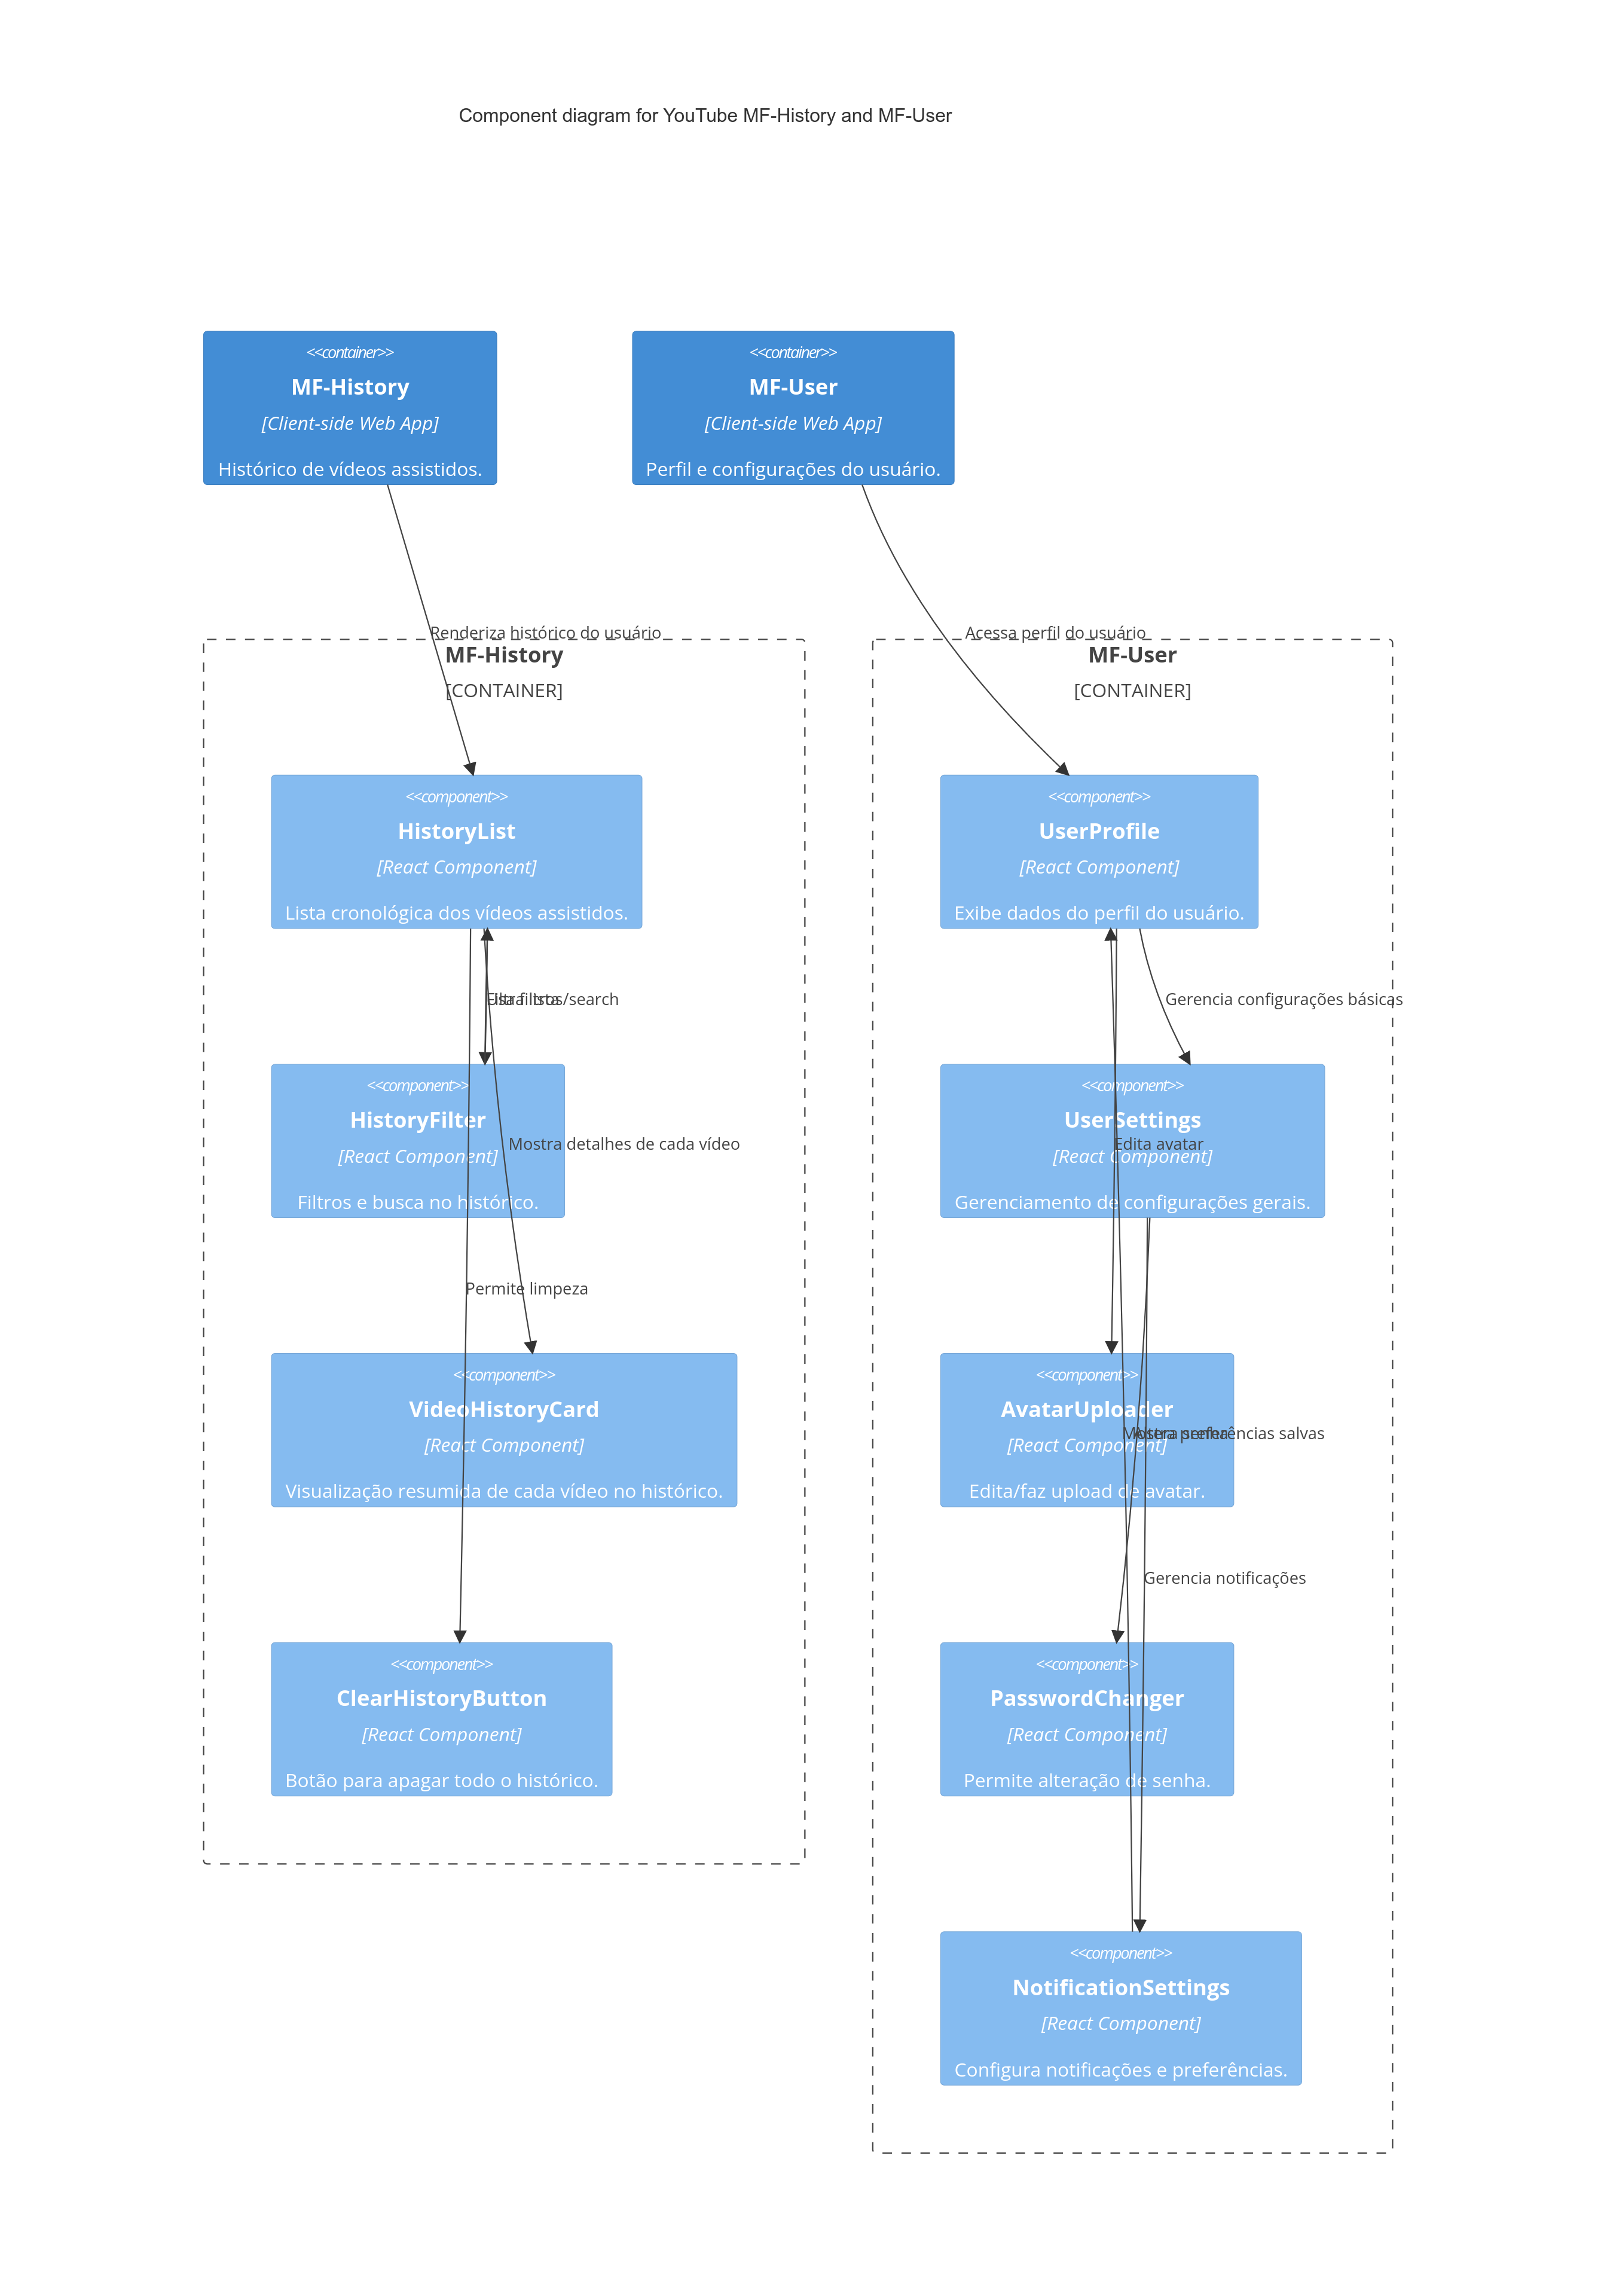 Component diagram for YouTube MF-History and MF-User
<<container>>
MF-History
[Client-side Web App]
Histórico de vídeos assistidos.
<<container>>
MF-User
[Client-side Web App]
Perfil e configurações do usuário.
Renderiza histórico do usuário
MF-History
[CONTAINER]
Acessa perfil do usuário
MF-User
[CONTAINER]
<<component>>
HistoryList
[React Component]
Lista cronológica dos vídeos assistidos.
<<component>>
UserProfile
[React Component]
Exibe dados do perfil do usuário.
Usa filtros/search
Filtra lista
Gerencia configurações básicas
<<component>>
HistoryFilter
[React Component]
Filtros e busca no histórico.
Mostra detalhes de cada vídeo
<<component>>
UserSettings
[React Component]
Gerenciamento de configurações gerais.
Edita avatar
Permite limpeza
<<component>>
VideoHistoryCard
[React Component]
Visualização resumida de cada vídeo no histórico.
<<component>>
AvatarUploader
[React Component]
Edita/faz upload de avatar.
Mostra preferências salvas
Altera senha
Gerencia notificações
<<component>>
ClearHistoryButton
[React Component]
Botão para apagar todo o histórico.
<<component>>
PasswordChanger
[React Component]
Permite alteração de senha.
<<component>>
NotificationSettings
[React Component]
Configura notificações e preferências.